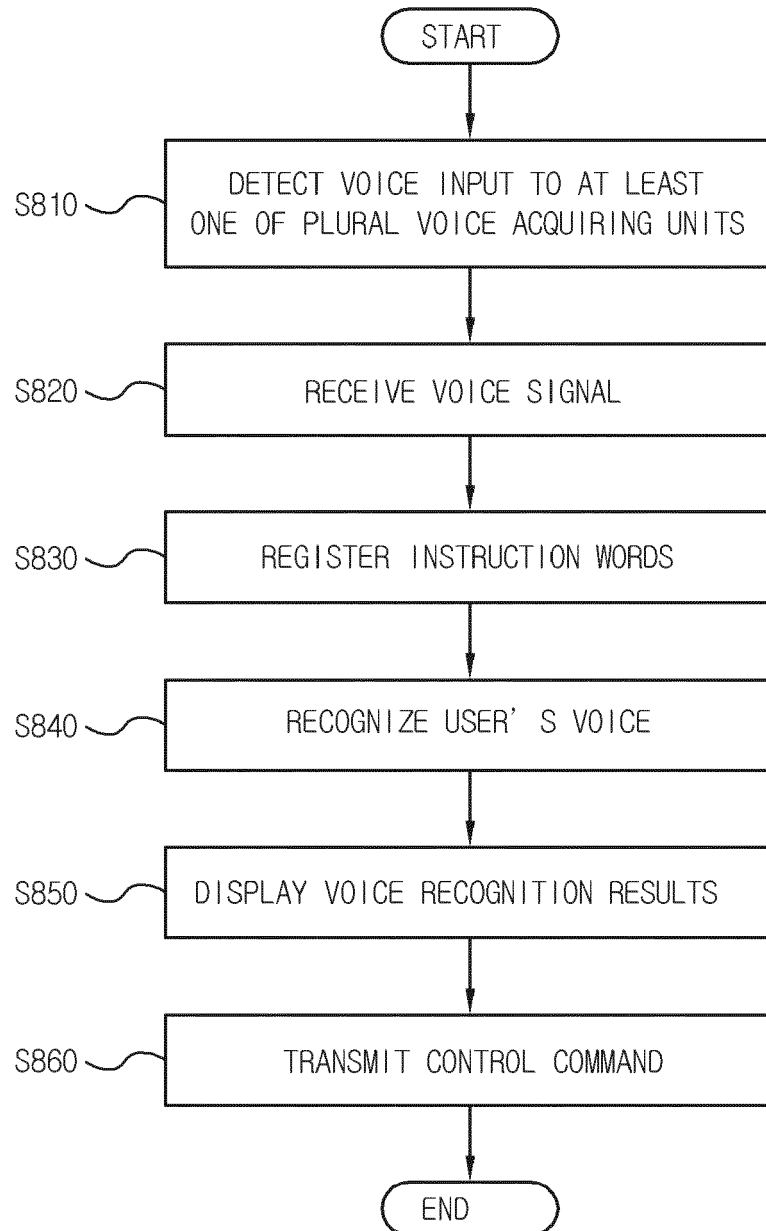 START
S810
DETECT VOICE INPUT TO AT LEAST
ONE OF PLURAL VOICE ACQUIRING UNITS
S820
RECEIVE VOICE SIGNAL
S830
REGISTER INSTRUCTION WORDS
S840
RECOGNIZE USER' S VOICE
S850
DISPLAY VOICE RECOGNITION RESULTS
S860
TRANSMIT CONTROL COMMAND
END